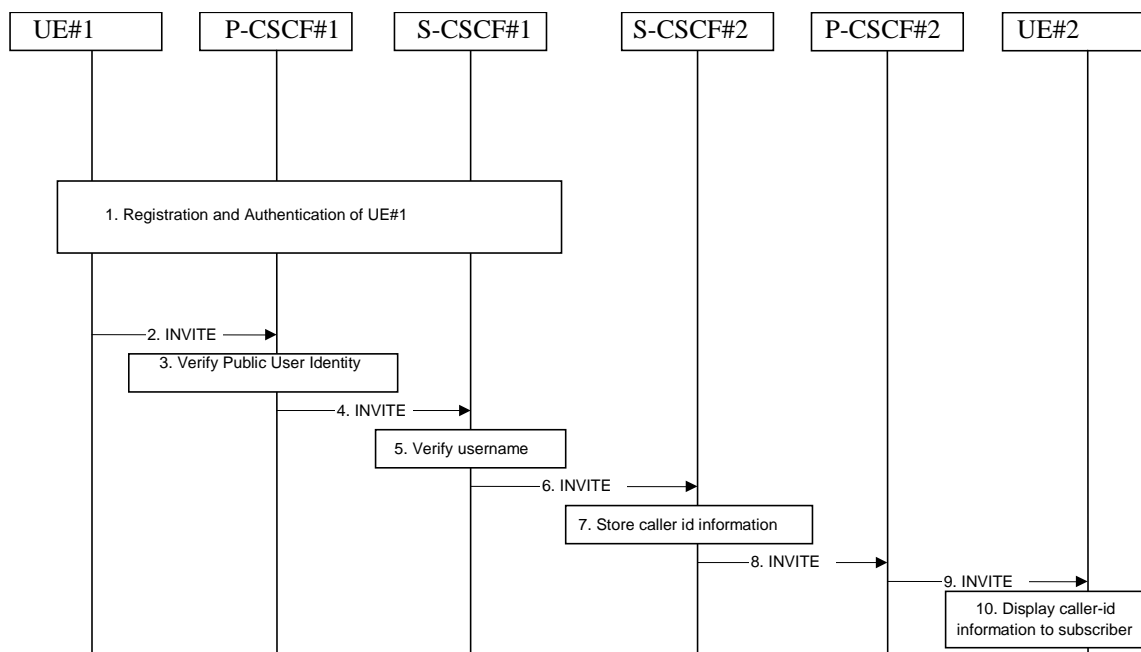 UE#1
P-CSCF#1
S-CSCF#1
S-CSCF#2
P-CSCF#2
UE#2
1. Registration and Authentication of UE#1
2. INVITE
3. Verify Public User Identity
4. INVITE
5. Verify username
6. INVITE
7. Store caller id information
8. INVITE
9. INVITE
10. Display caller-id
information to subscriber